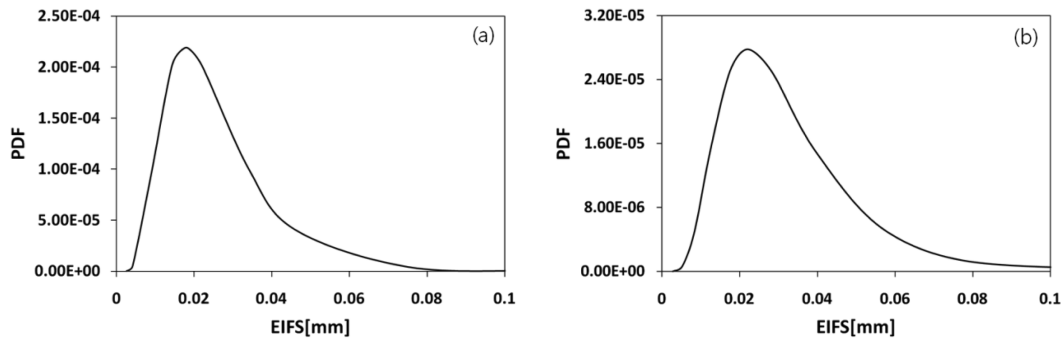 2.50E-04
(a)
2.00E-04
1.50E-04
PDF
1.00E-04
5.00E-05
0.00E+00
0
0.02
0.04
0.06
0.08
0.1
EIFS[mm]
3.20E-05
(b)
2.40E-05
PDF
1.60E-05
8.00E-06
0.00E+00
0
0.02
0.04
0.06
0.08
0.1
EIFS[mm]